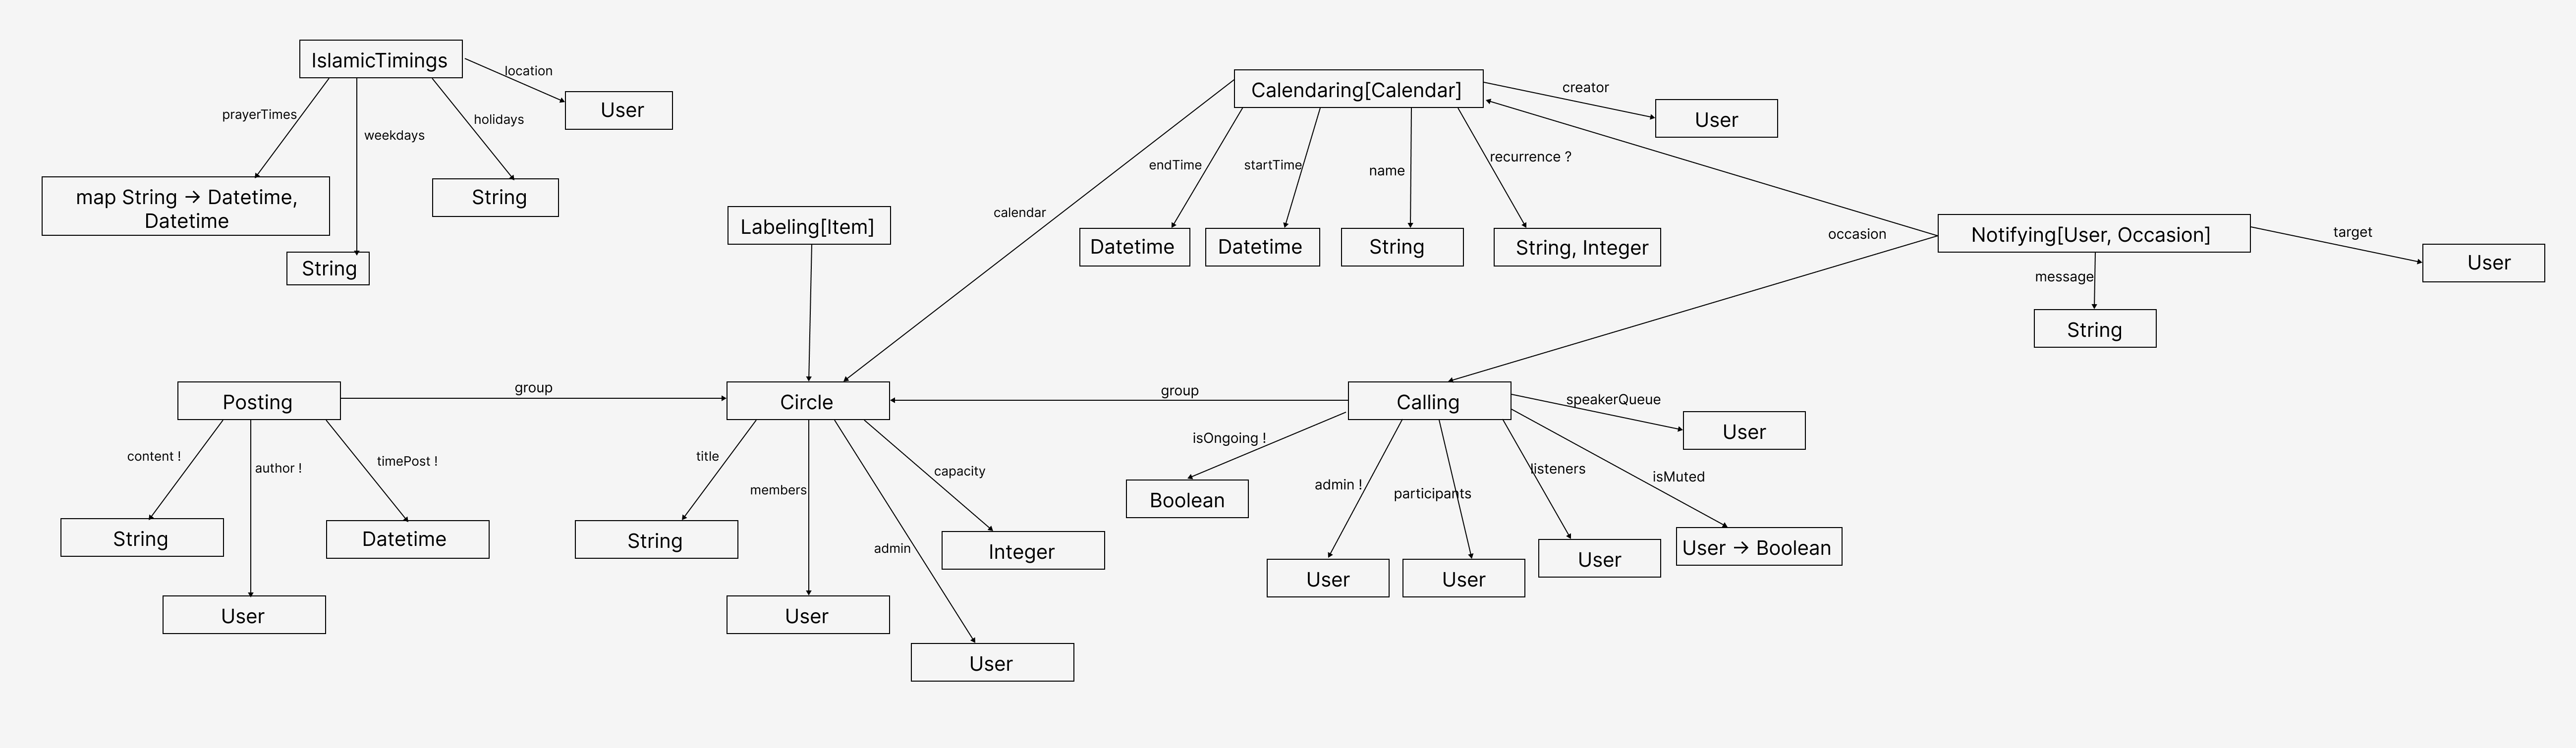 IslamicTimings
location
User
prayerTimes
weekdays
holidays
map String → Datetime,
Datetime
String
String
Calendaring[Calendar]
creator
User
calendar
endTime
startTime
name
recurrence ?
Datetime
Datetime
String
String, Integer
Labeling[Item]
occasion
Notifying[User, Occasion]
target
User
message
String
Posting
group
Circle
group
Calling
speakerQueue
User
content !
author !
timePost !
String
Datetime
User
title
members
admin
capacity
String
Integer
User
User
isOngoing !
admin !
participants
listeners
isMuted
Boolean
User
User
User
User → Boolean